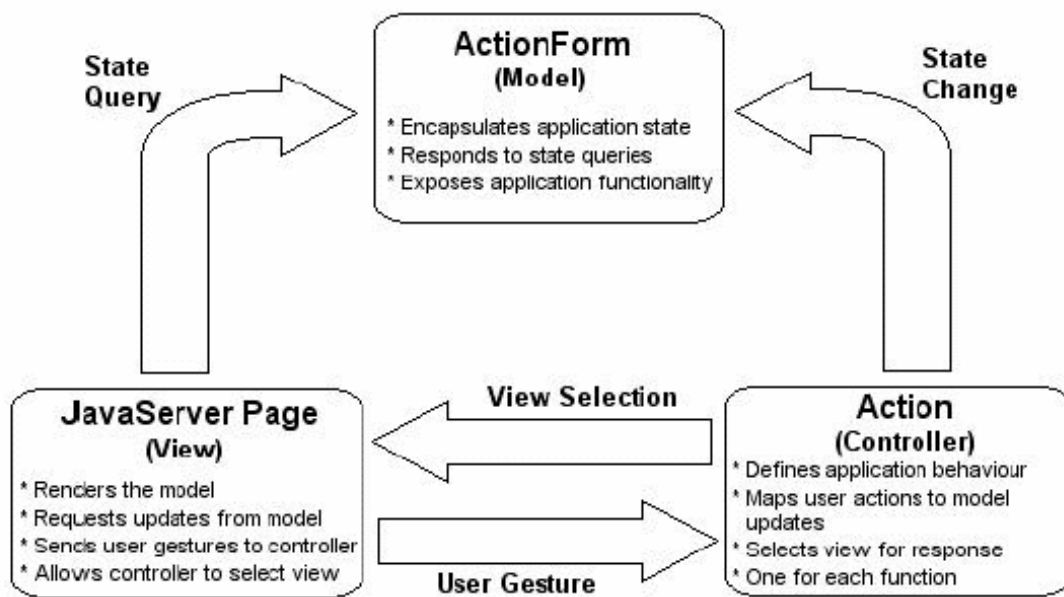 State
Query
ActionForm
(Model)
* Encapsulates application state
* Responds to state queries
* Exposes application functionality
State
Change
View Selection
JavaServer Page
(View)
* Renders the model
* Requests updates from model
* Sends user gestures to controller
* Allows controller to select view
User Gesture
Action
(Controller)
* Defines application behaviour
* Maps user actions to model
updates
* Selects view for response
* One for each function